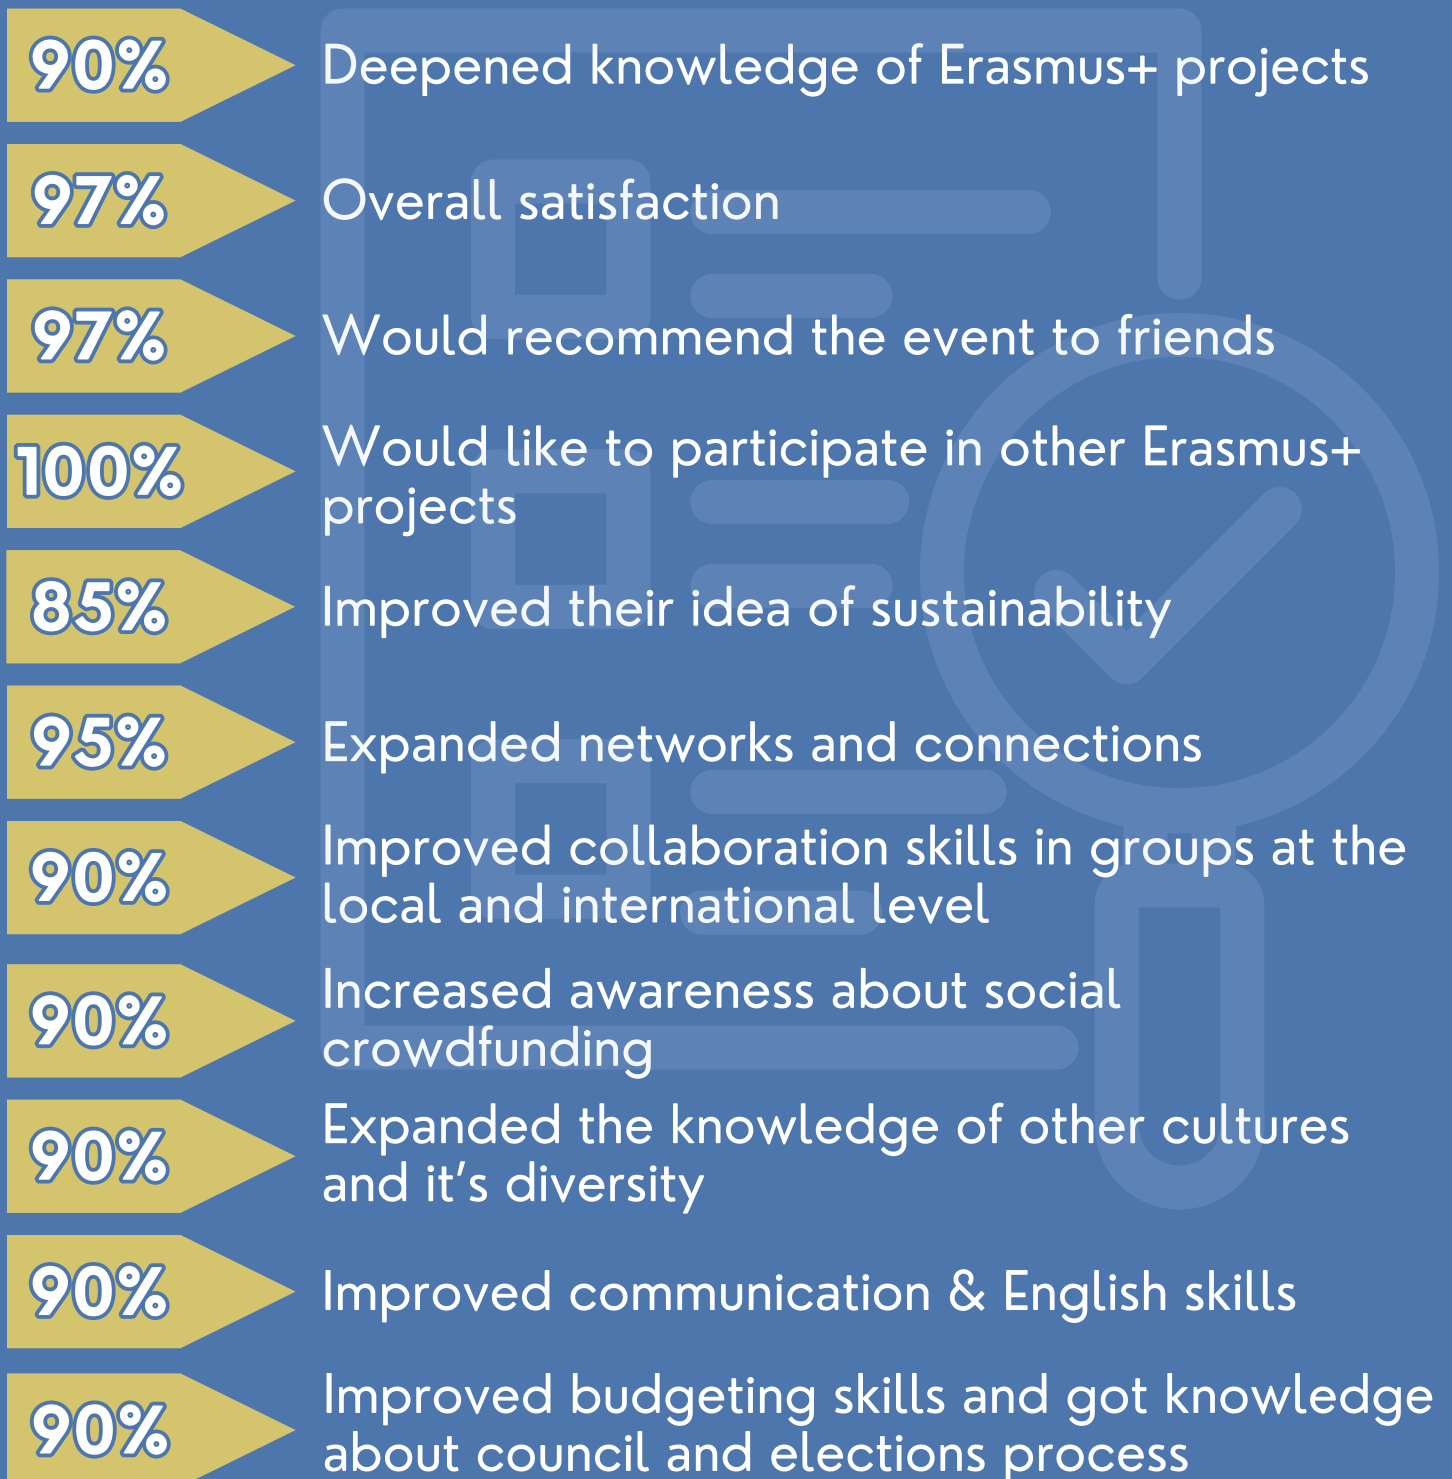 90%
Deepened knowledge of Erasmus+ projects
97%
Overall satisfaction
97%
Would recommend the event to friends
100%
Would like to participate in other Erasmus+
projects
85%
Improved their idea of sustainability
95%
Expanded networks and connections
90%
Improved collaboration skills in groups at the
local and international level
90%
Increased awareness about social
crowdfunding
90%
Expanded the knowledge of other cultures
and it's diversity
90%
Improved communication & English skills
90%
Improved budgeting skills and got knowledge
about council and elections process